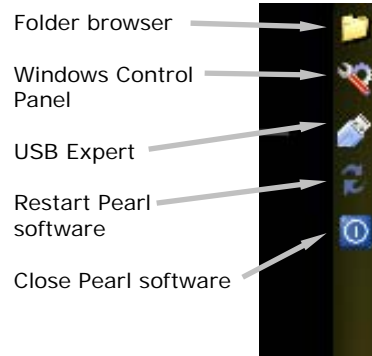 Folder browser
Windows Control
Panel
USB Expert
Restart Pearl
software
Close Pearl software